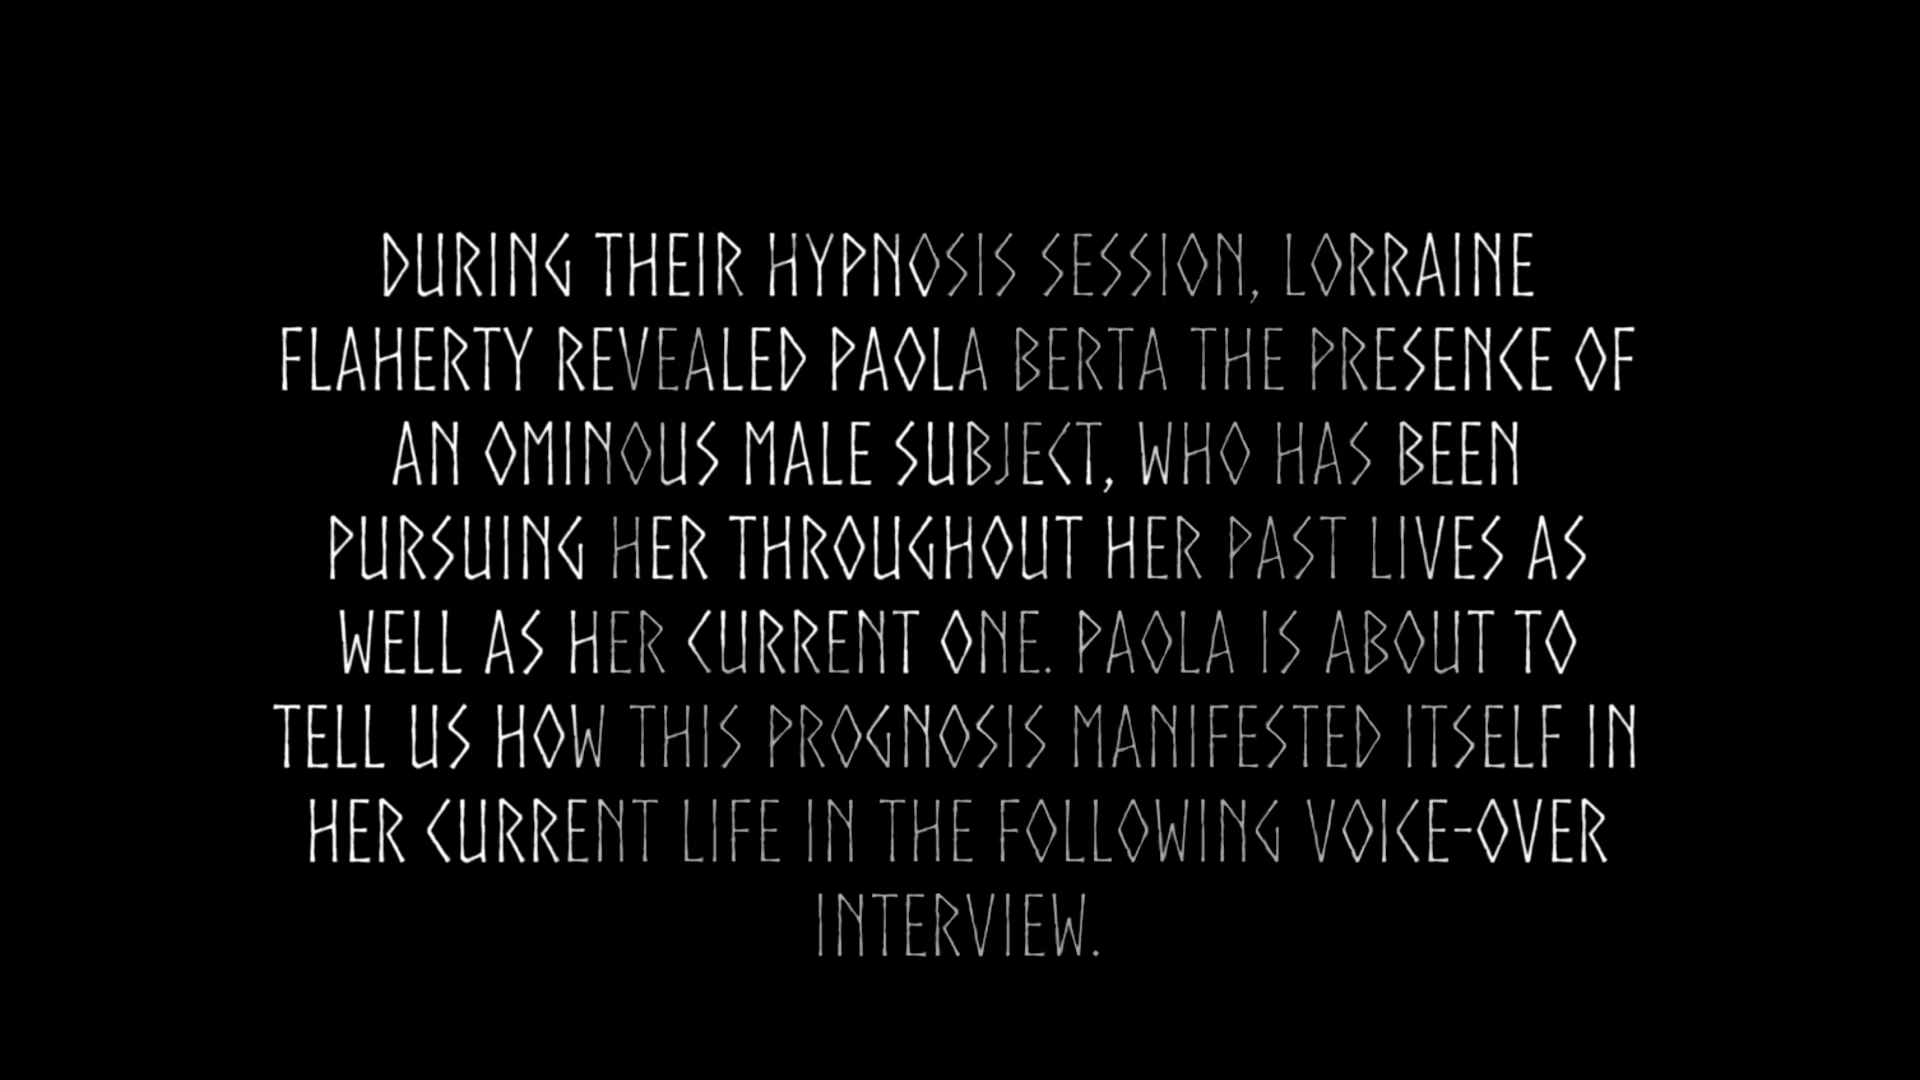 DURING THEIR HYPNOSIS SESSION, LORRAINE
FLAHERTY REVEALED PAOLA BERTA THE PRESENCE OF
AN OMINOUS MALE SUBJECT, WHO HAS BEEN
PURSUING HER THROUGHOUT HER PAST LIVES AS
WELL AS HER CURRENT ONE. PAOLA IS ABOUT TO
TELL US HOW THIS PROGNOSIS MANIFESTED ITSELF IN
HER CURRENT LIFE IN THE FOLLOWING VOICE-OVER
INTERVIEW.